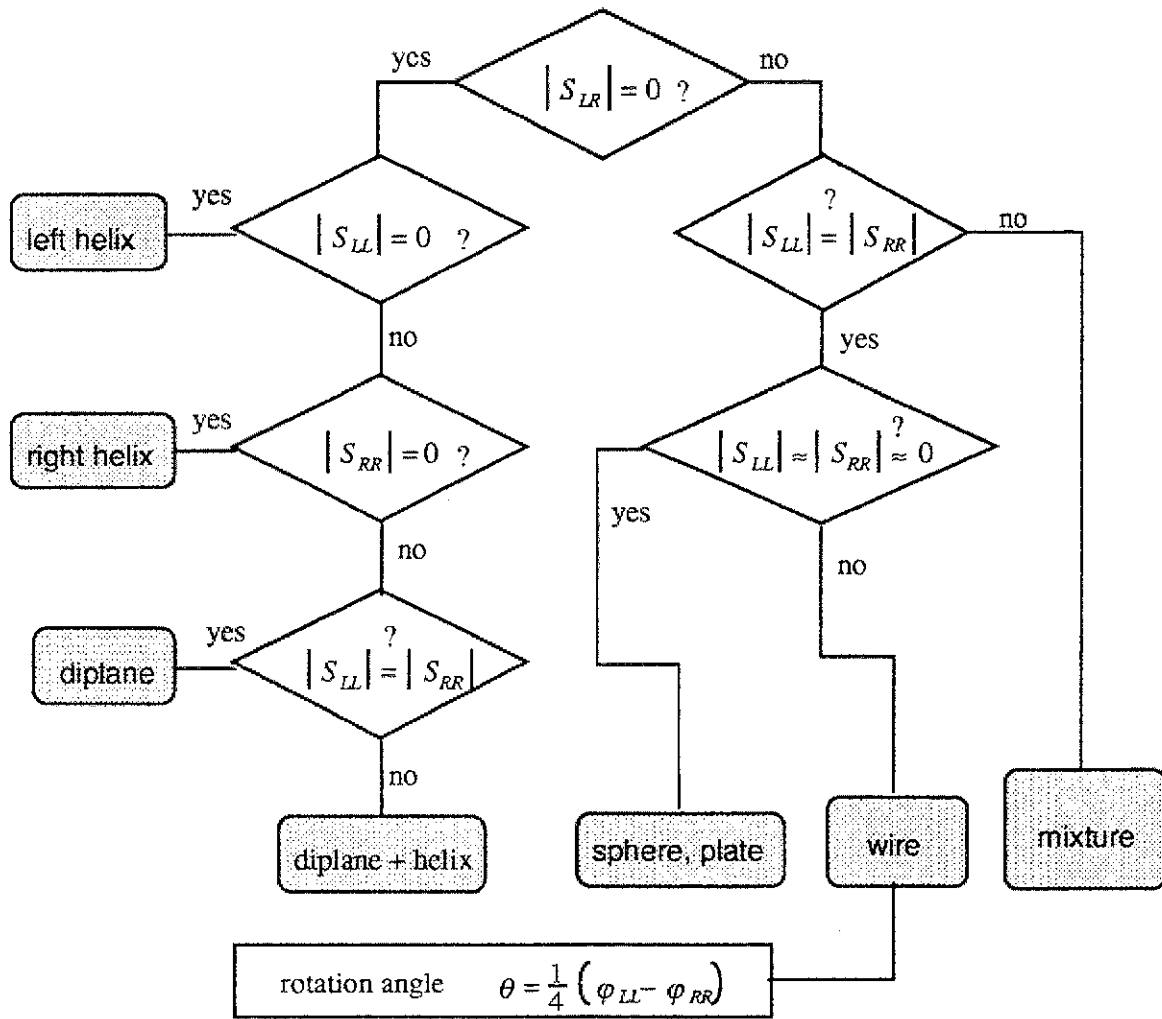 yes
no
|S_LR| = 0 ?
yes
left helix
|S_LL| = 0 ?
?
|S_LL| = |S_RR|
no
no
yes
yes
right helix
|S_RR| = 0 ?
?
|S_LL| ≈ |S_RR| ≈ 0
yes
no
no
yes
diplane
?
|S_LL| = |S_RR|
no
diplane + helix
sphere, plate
wire
mixture
rotation angle θ = 1/4 (φ_LL − φ_RR)